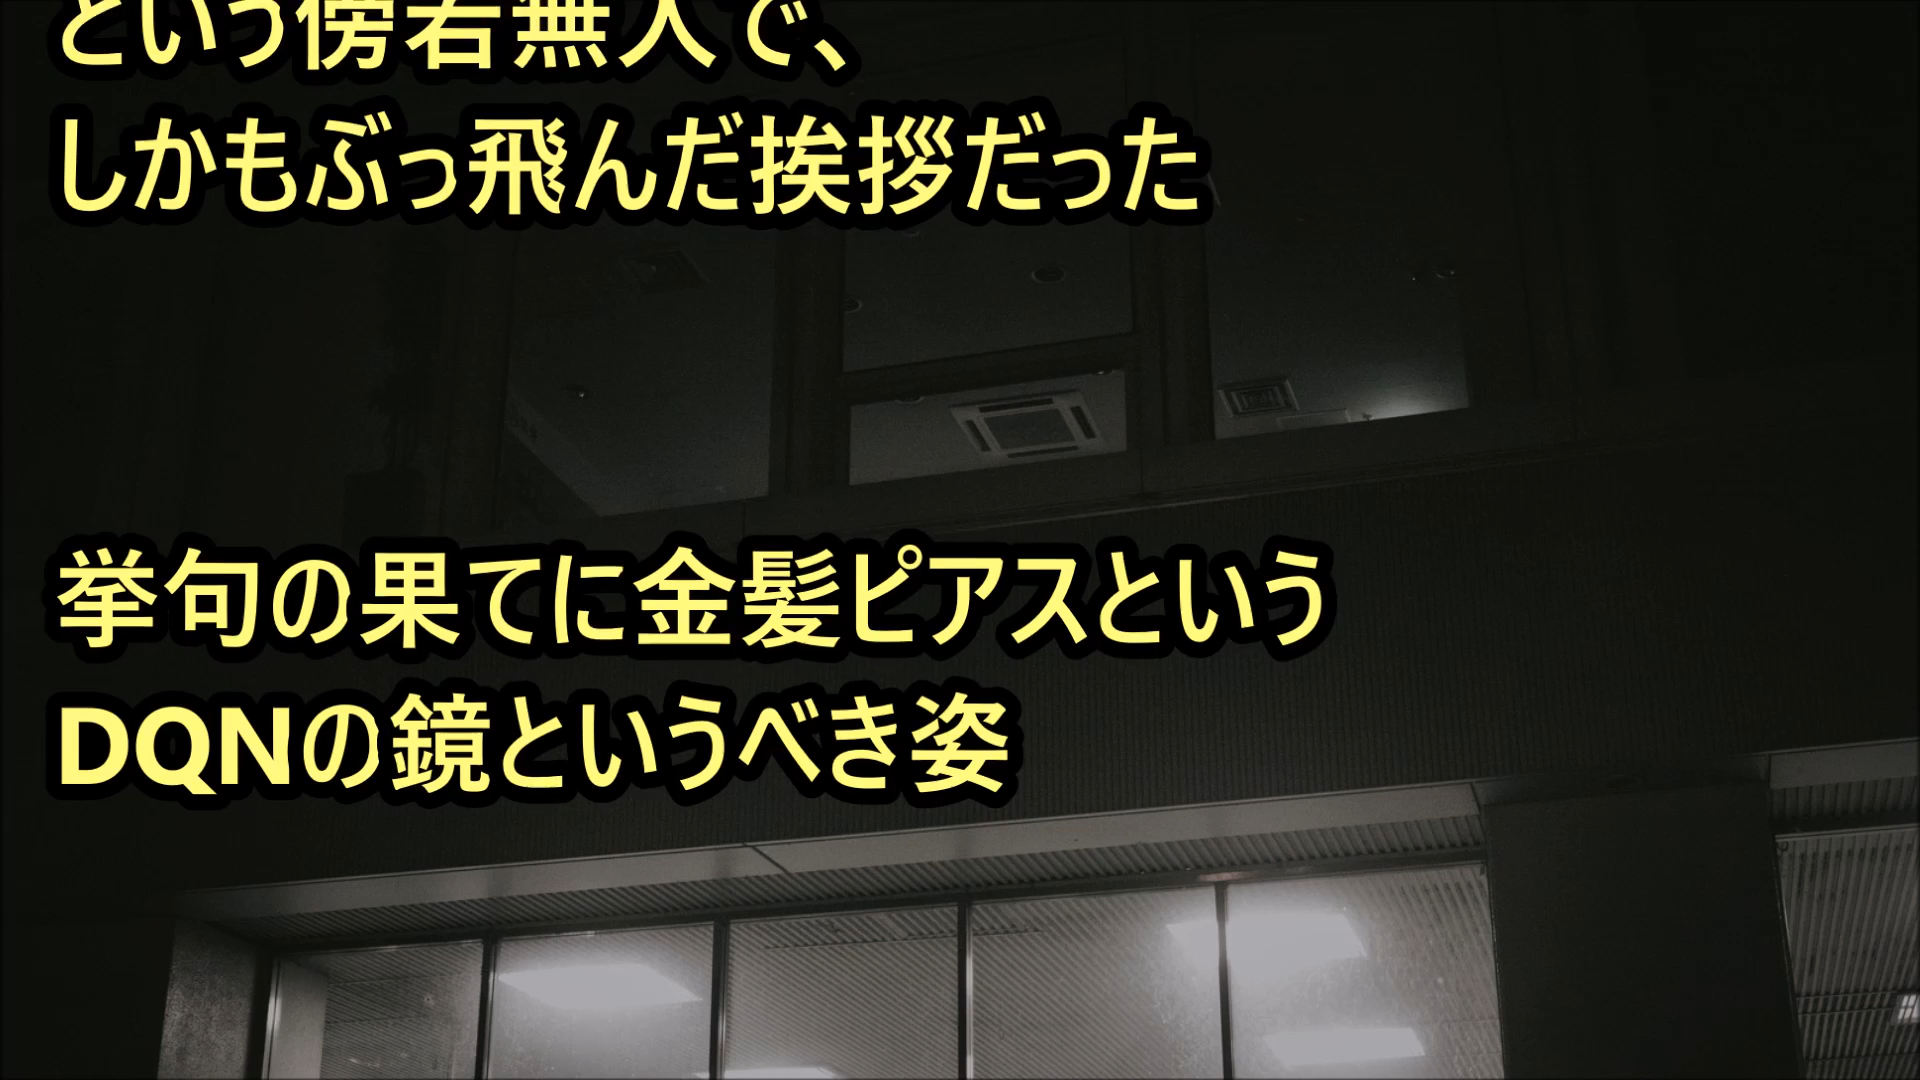 という傍若無人で、
しかもぶっ飛んだ挨拶だった
挙句の果てに金髪ピアスという
DQNの鏡というべき姿